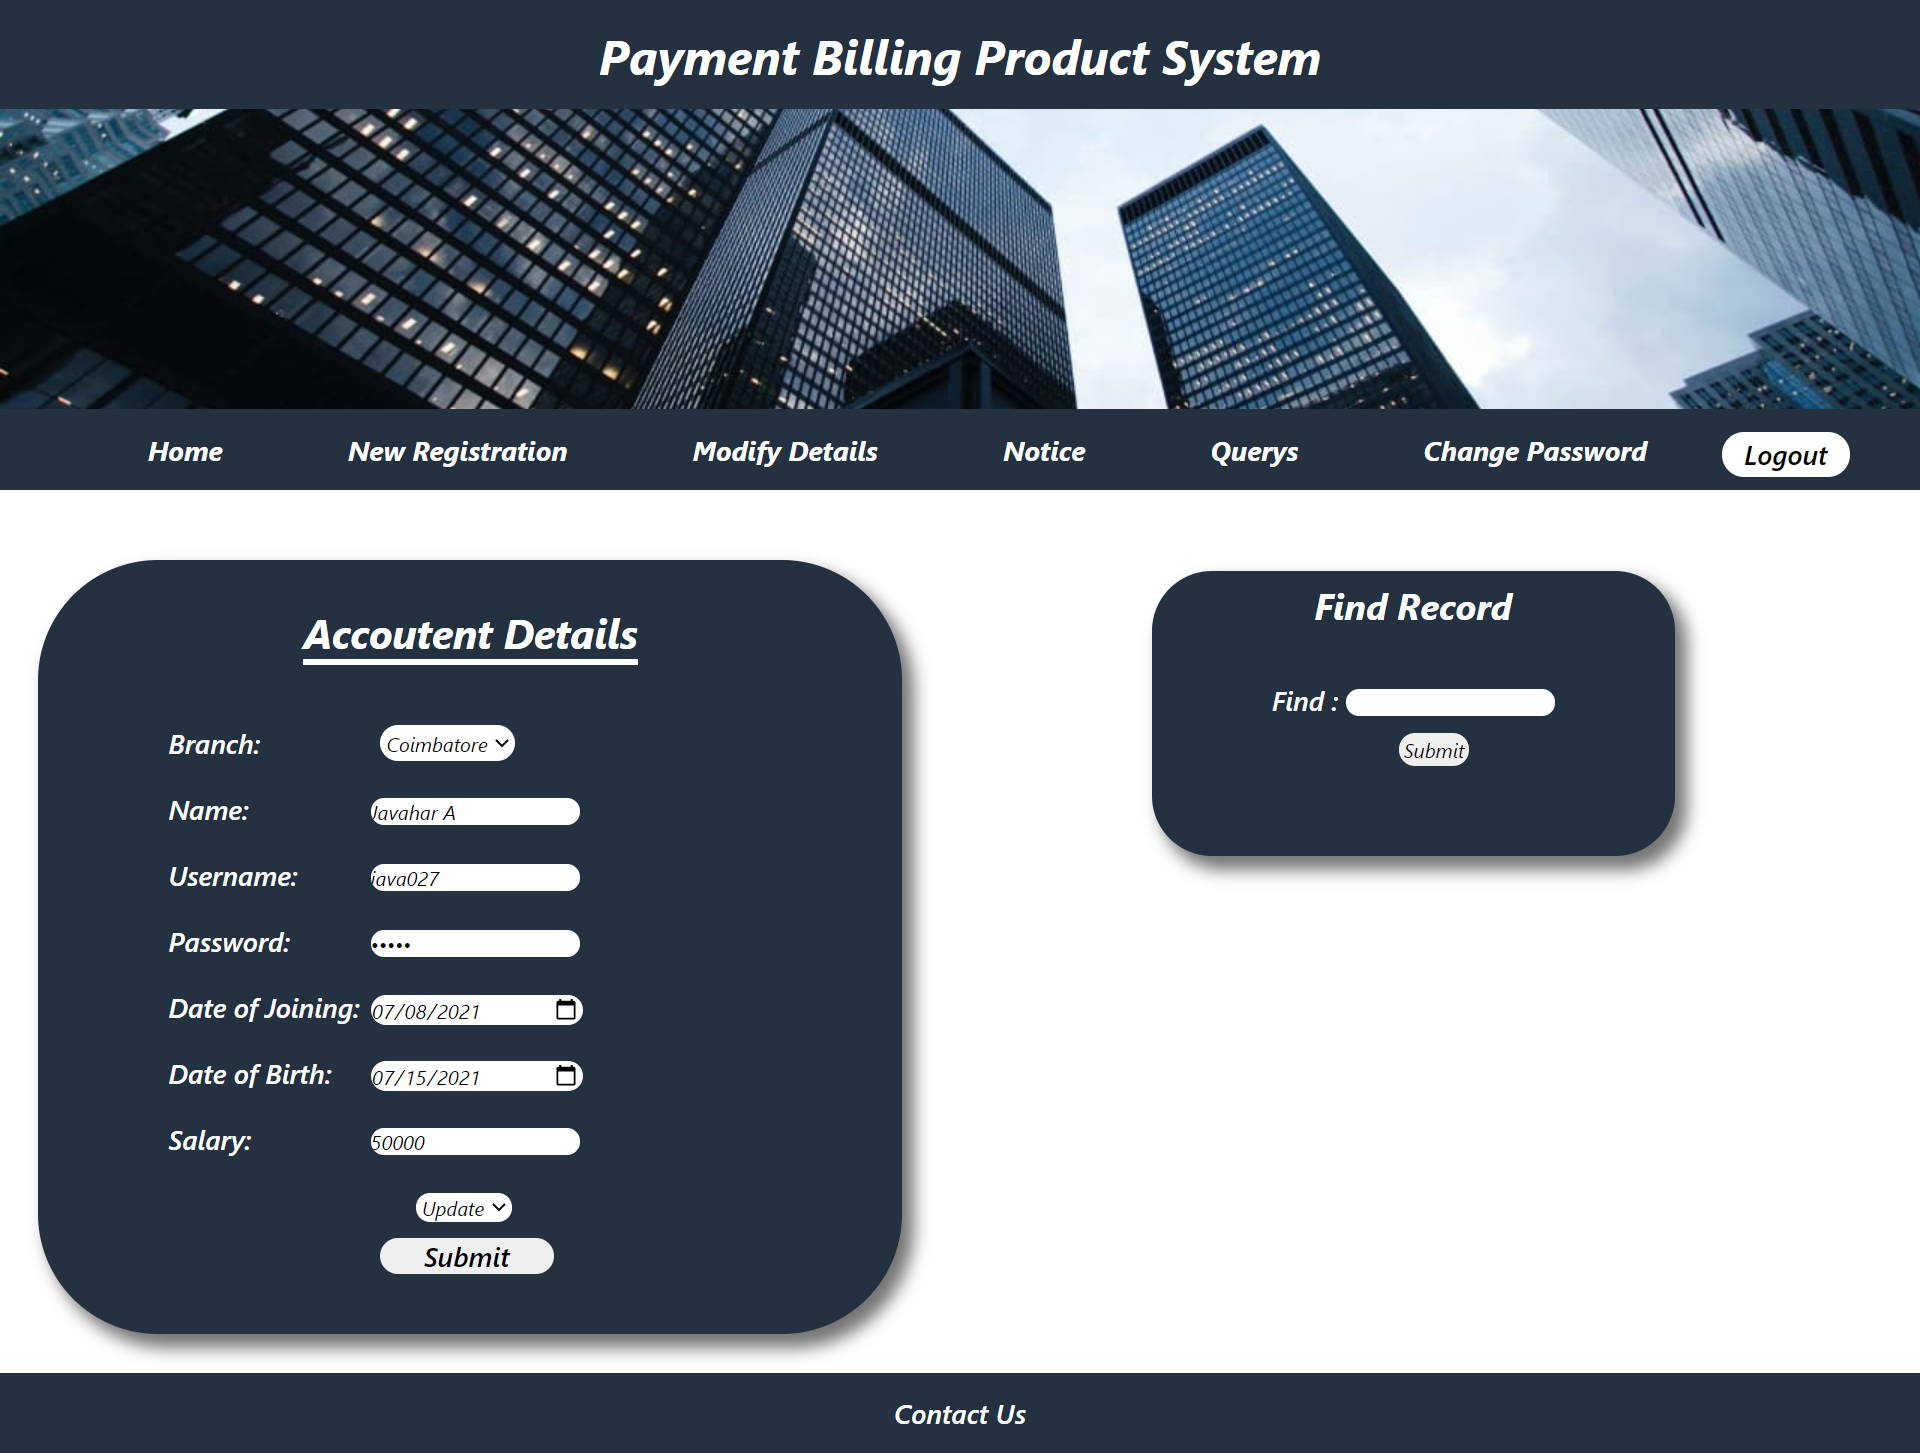 Payment Billing Product System
Home New Registration Modify Details Notice Querys Change Password Logout
Accoutent Details
Branch: Coimbatore
Name: Javahar A
Username: java027
Password: •••••
Date of Joining: 07/08/2021
Date of Birth: 07/15/2021
Salary: 50000
Update
Submit
Find Record
Find :
Submit
Contact Us